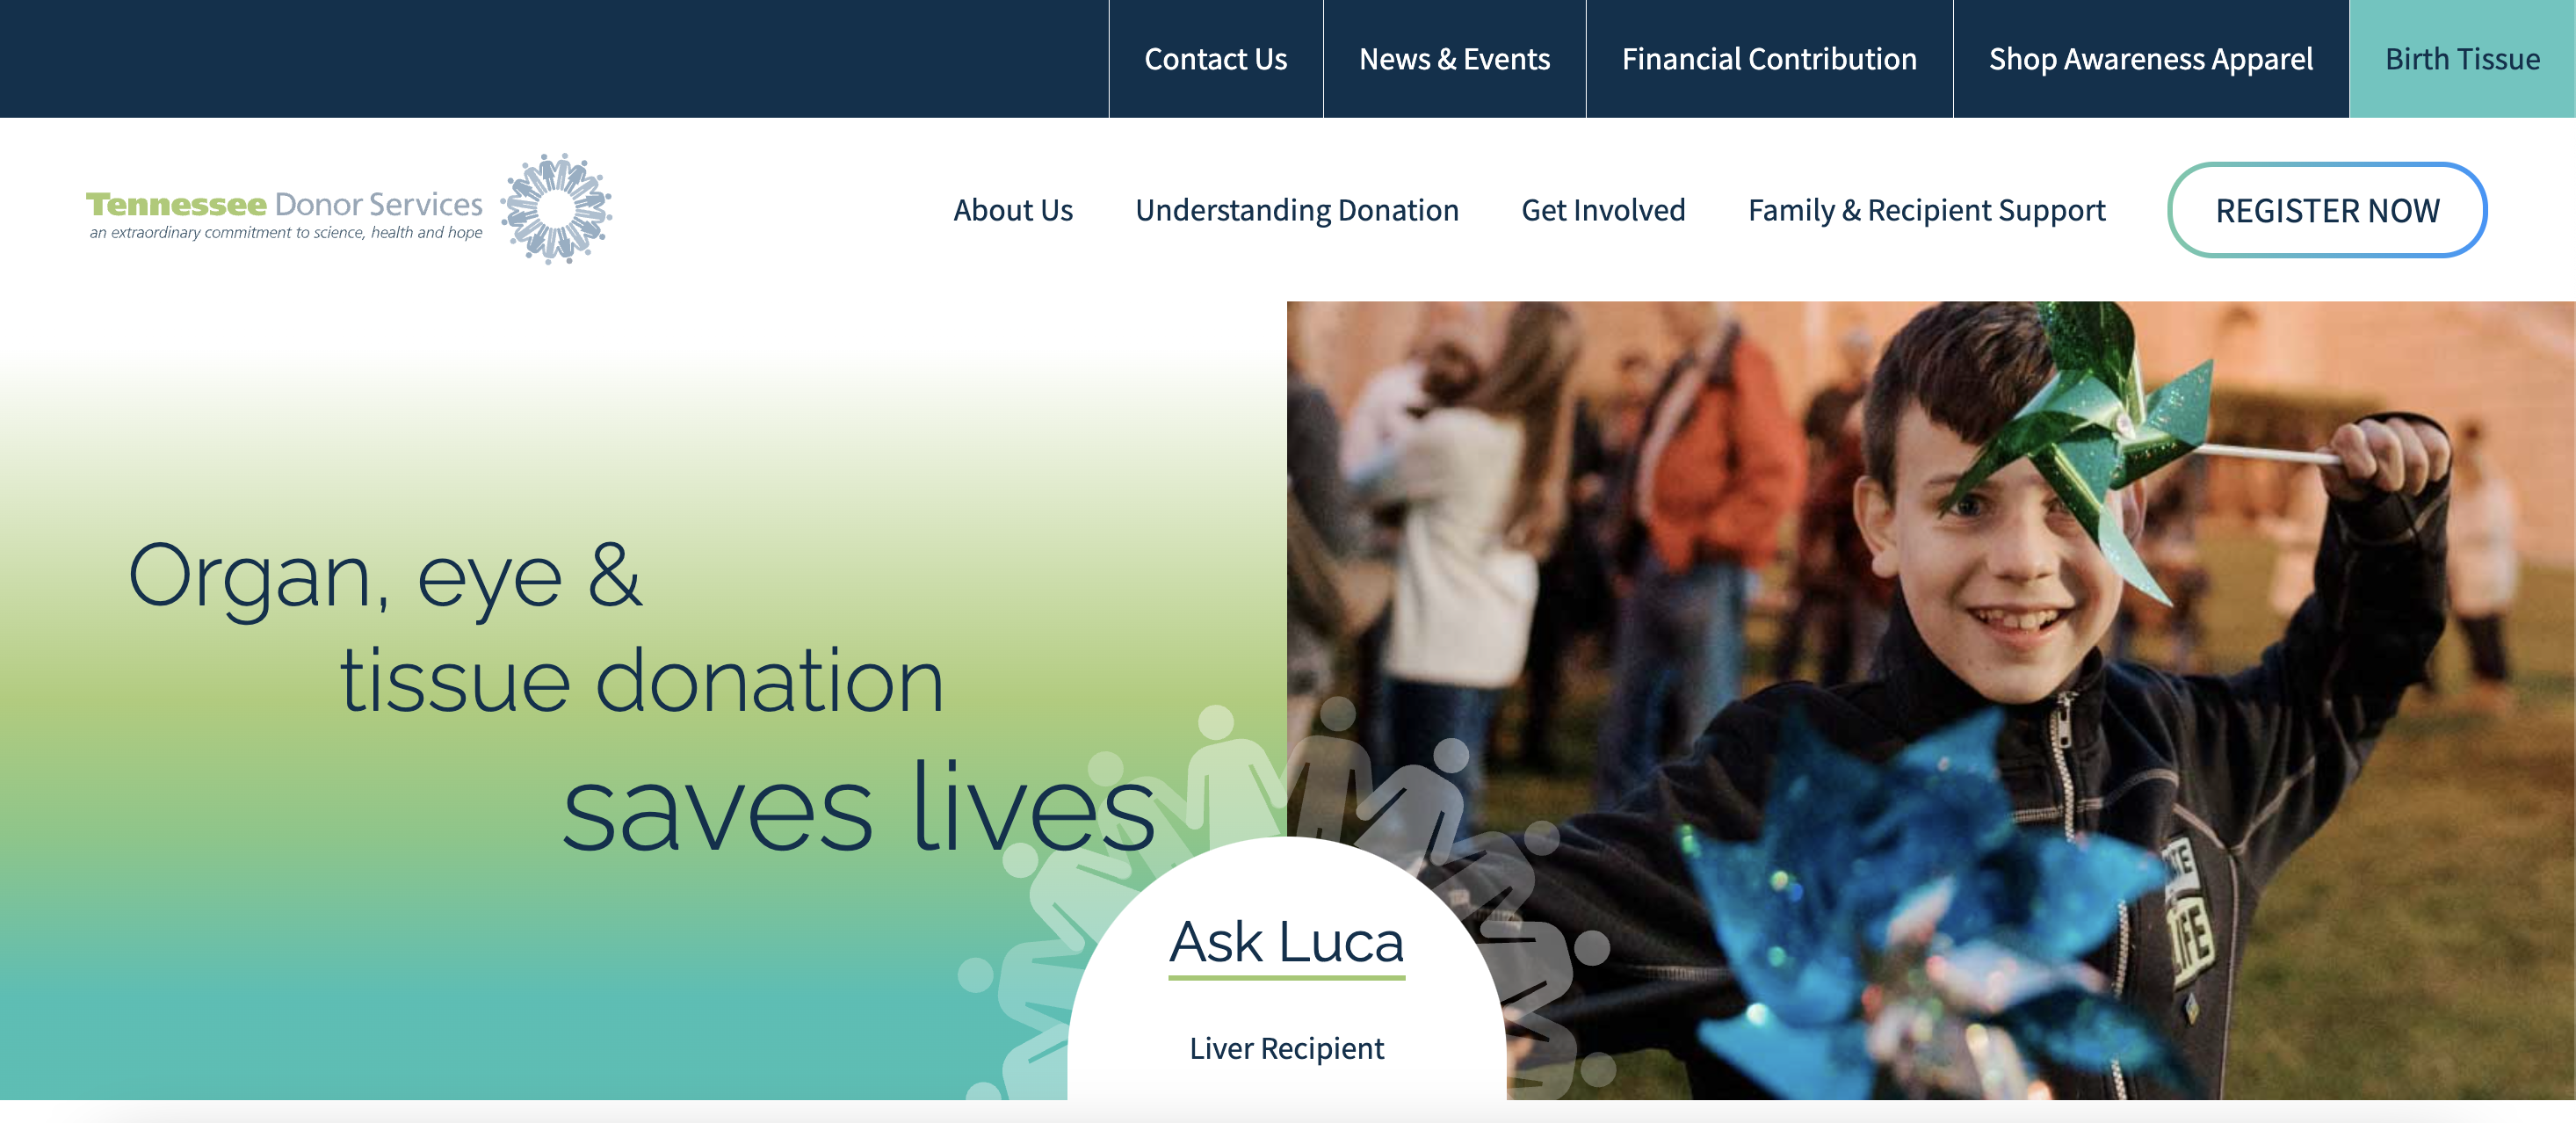 Contact Us
News & Events
Financial Contribution
Shop Awareness Apparel
Birth Tissue
Tennessee Donor Services
an extraordinary commitment to science, health and hope
About Us
Understanding Donation
Get Involved
Family & Recipient Support
REGISTER NOW
Organ, eye &
tissue donation
saves lives
Ask Luca
Liver Recipient
LIFE